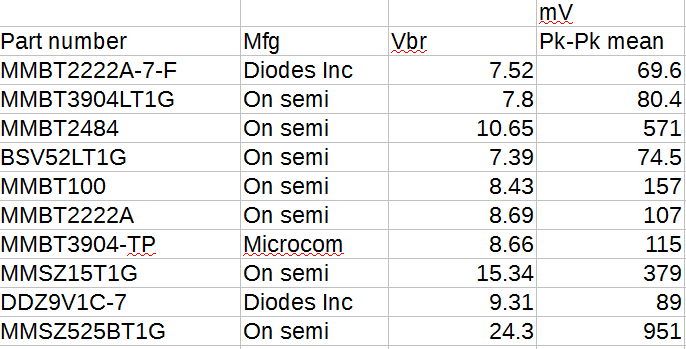 mV
Part number Mfg Vbr Pk-Pk mean
MMBT2222A-7-F Diodes Inc 7.52 69.6
MMBT3904LT1G On semi 7.8 80.4
MMBT2484 On semi 10.65 571
BSV52LT1G On semi 7.39 74.5
MMBT100 On semi 8.43 157
MMBT2222A On semi 8.69 107
MMBT3904-TP Microcom 8.66 115
MMSZ15T1G On semi 15.34 379
DDZ9V1C-7 Diodes Inc 9.31 89
MMSZ525BT1G On semi 24.3 951